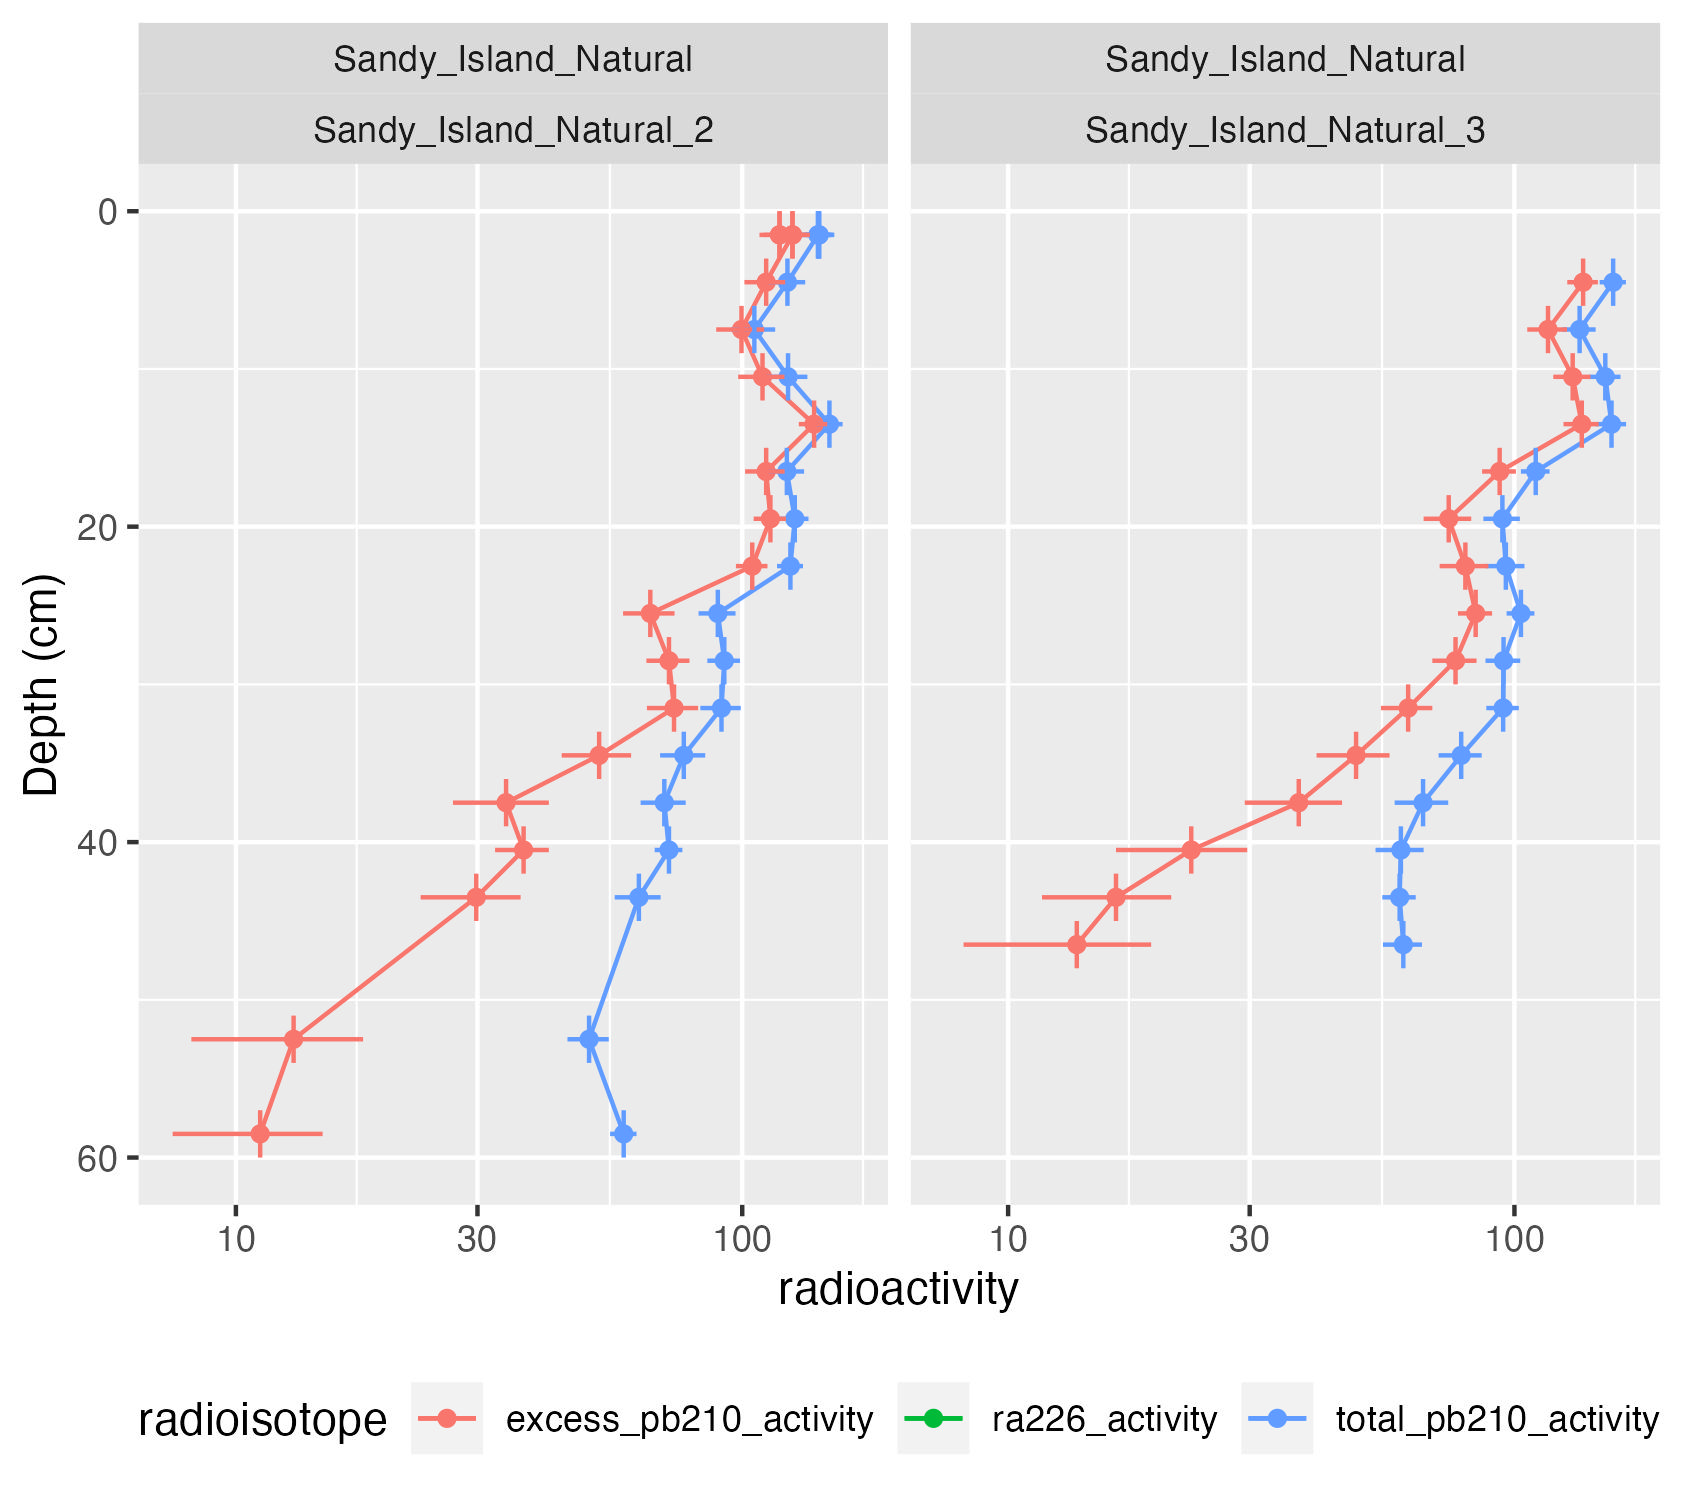 Sandy_Island_Natural
Sandy_Island_Natural
Sandy_Island_Natural_2
Sandy_Island_Natural_3
0
20
40
60
Depth (cm)
10
30
100
10
30
100
radioactivity
radioisotope
excess_pb210_activity
ra226_activity
total_pb210_activity